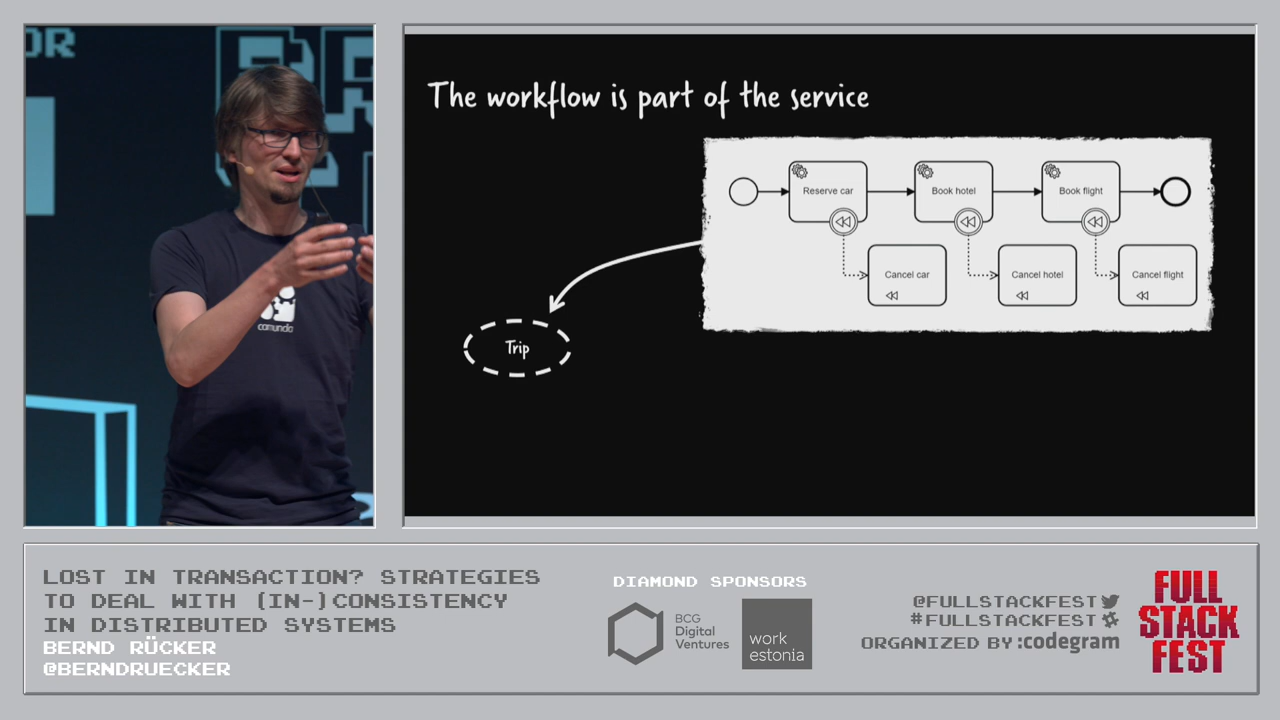 OR
camunda
The workflow is part of the service
Reserve car
Book hotel
Book flight
Cancel car
Cancel hotel
Cancel flight
Trip
LOST IN TRANSACTION? STRATEGIES
TO DEAL WITH (IN-)CONSISTENCY
IN DISTRIBUTED SYSTEMS
BERND RÜCKER
@BERNDRUECKER
DIAMOND SPONSORS
BCG
Digital
Ventures
work
estonia
@FULLSTACKFEST
#FULLSTACKFEST
ORGANIZED BY :codegram
FULL
STACK
FEST